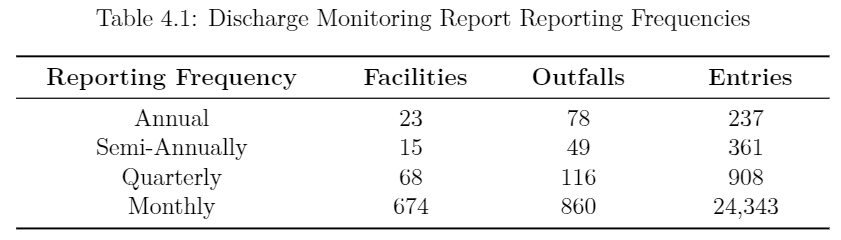 Table 4.1: Discharge Monitoring Report Reporting Frequencies
Reporting Frequency Facilities Outfalls Entries
Annual 23 78 237
Semi-Annually 15 49 361
Quarterly 68 116 908
Monthly 674 860 24,343